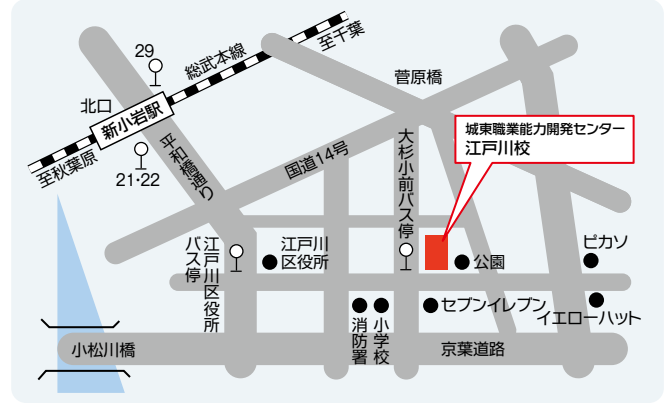 29
総武本線
至千葉
菅原橋
北口
新小岩駅
城東職業能力開発センター
江戸川校
至秋葉原
21・22
平和橋通り
国道14号
大杉小前バス停
江戸川区役所
バス停
江戸川
区役所
公園
ピカソ
セブンイレブン
イエローハット
消防署
小学校
小松川橋
京葉道路